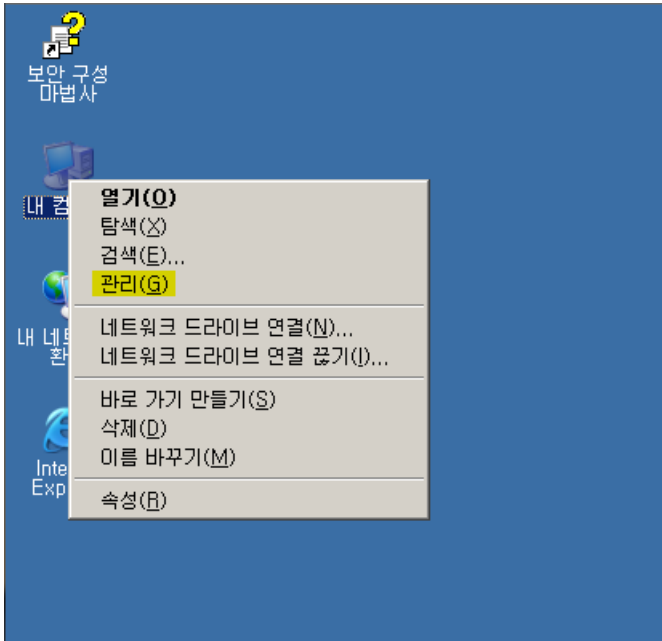 보안 구성
마법사
내 컴
열기(O)
탐색(X)
검색(E)...
관리(G)
네트워크 드라이브 연결(N)...
네트워크 드라이브 연결 끊기(I)...
내 네트
환
바로 가기 만들기(S)
삭제(D)
이름 바꾸기(M)
Inte
Exp
속성(R)